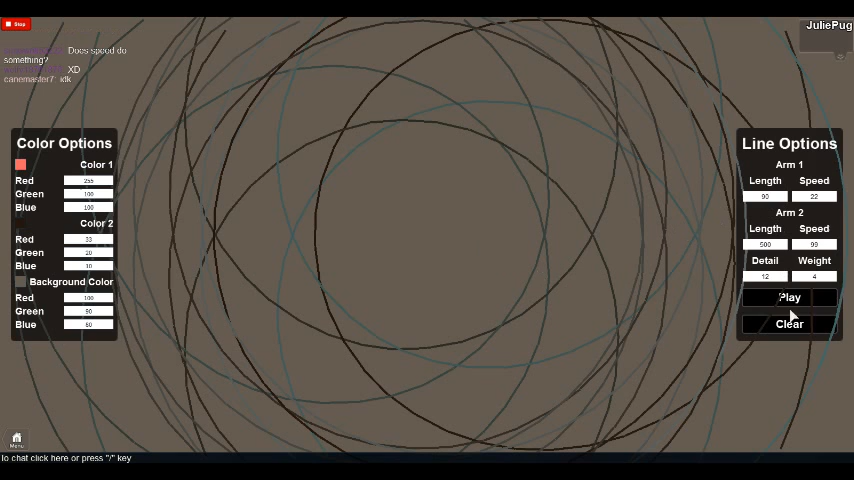 Stop
JuliePug
Does speed do
something?
XD
canemaster7: idk
Color Options
Color 1
Red 255
Green 100
Blue 100
Color 2
Red 33
Green 20
Blue 10
Background Color
Red 100
Green 90
Blue 80
Line Options
Arm 1
Length Speed
90 22
Arm 2
Length Speed
500 99
Detail Weight
12 4
Play
Clear
Menu
To chat click here or press "/" key